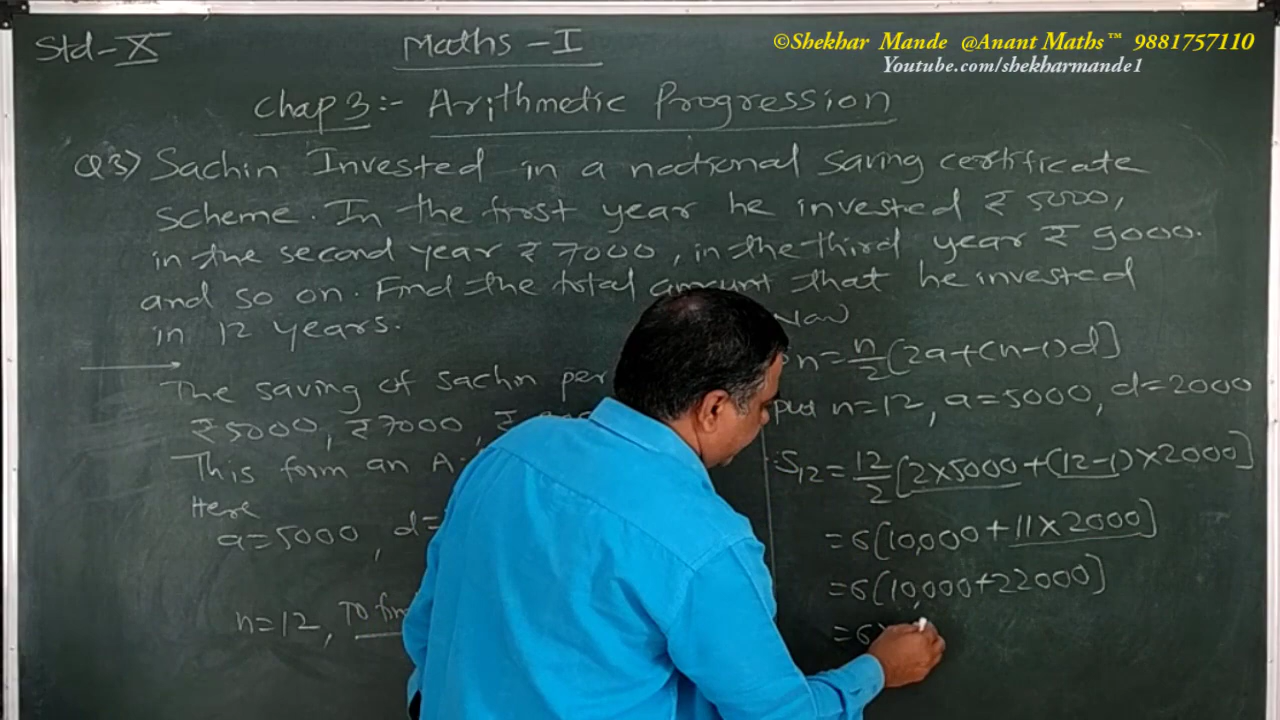 ©Shekhar Mande @Anant Maths™ 9881757110
Youtube.com/shekharmande1
Std-X
Maths-I
Chap 3:- Arithmetic Progression
Q3) Sachin Invested in a national saving certificate
scheme. In the first year he invested ₹ 5000,
in the second year ₹ 7000, in the third year ₹ 9000.
and so on. Find the total amount that he invested
in 12 years.
The saving of sachin per
₹5000, ₹7000, ₹
This form an A.
Here
a=5000, d=
n=12, To fin
Now
n=n/2[2a+(n-1)d]
put n=12, a=5000, d=2000
S12=12/2[2×5000+(12-1)×2000]
=6[10,000+11×2000]
=6[10,000+22000]
=6×